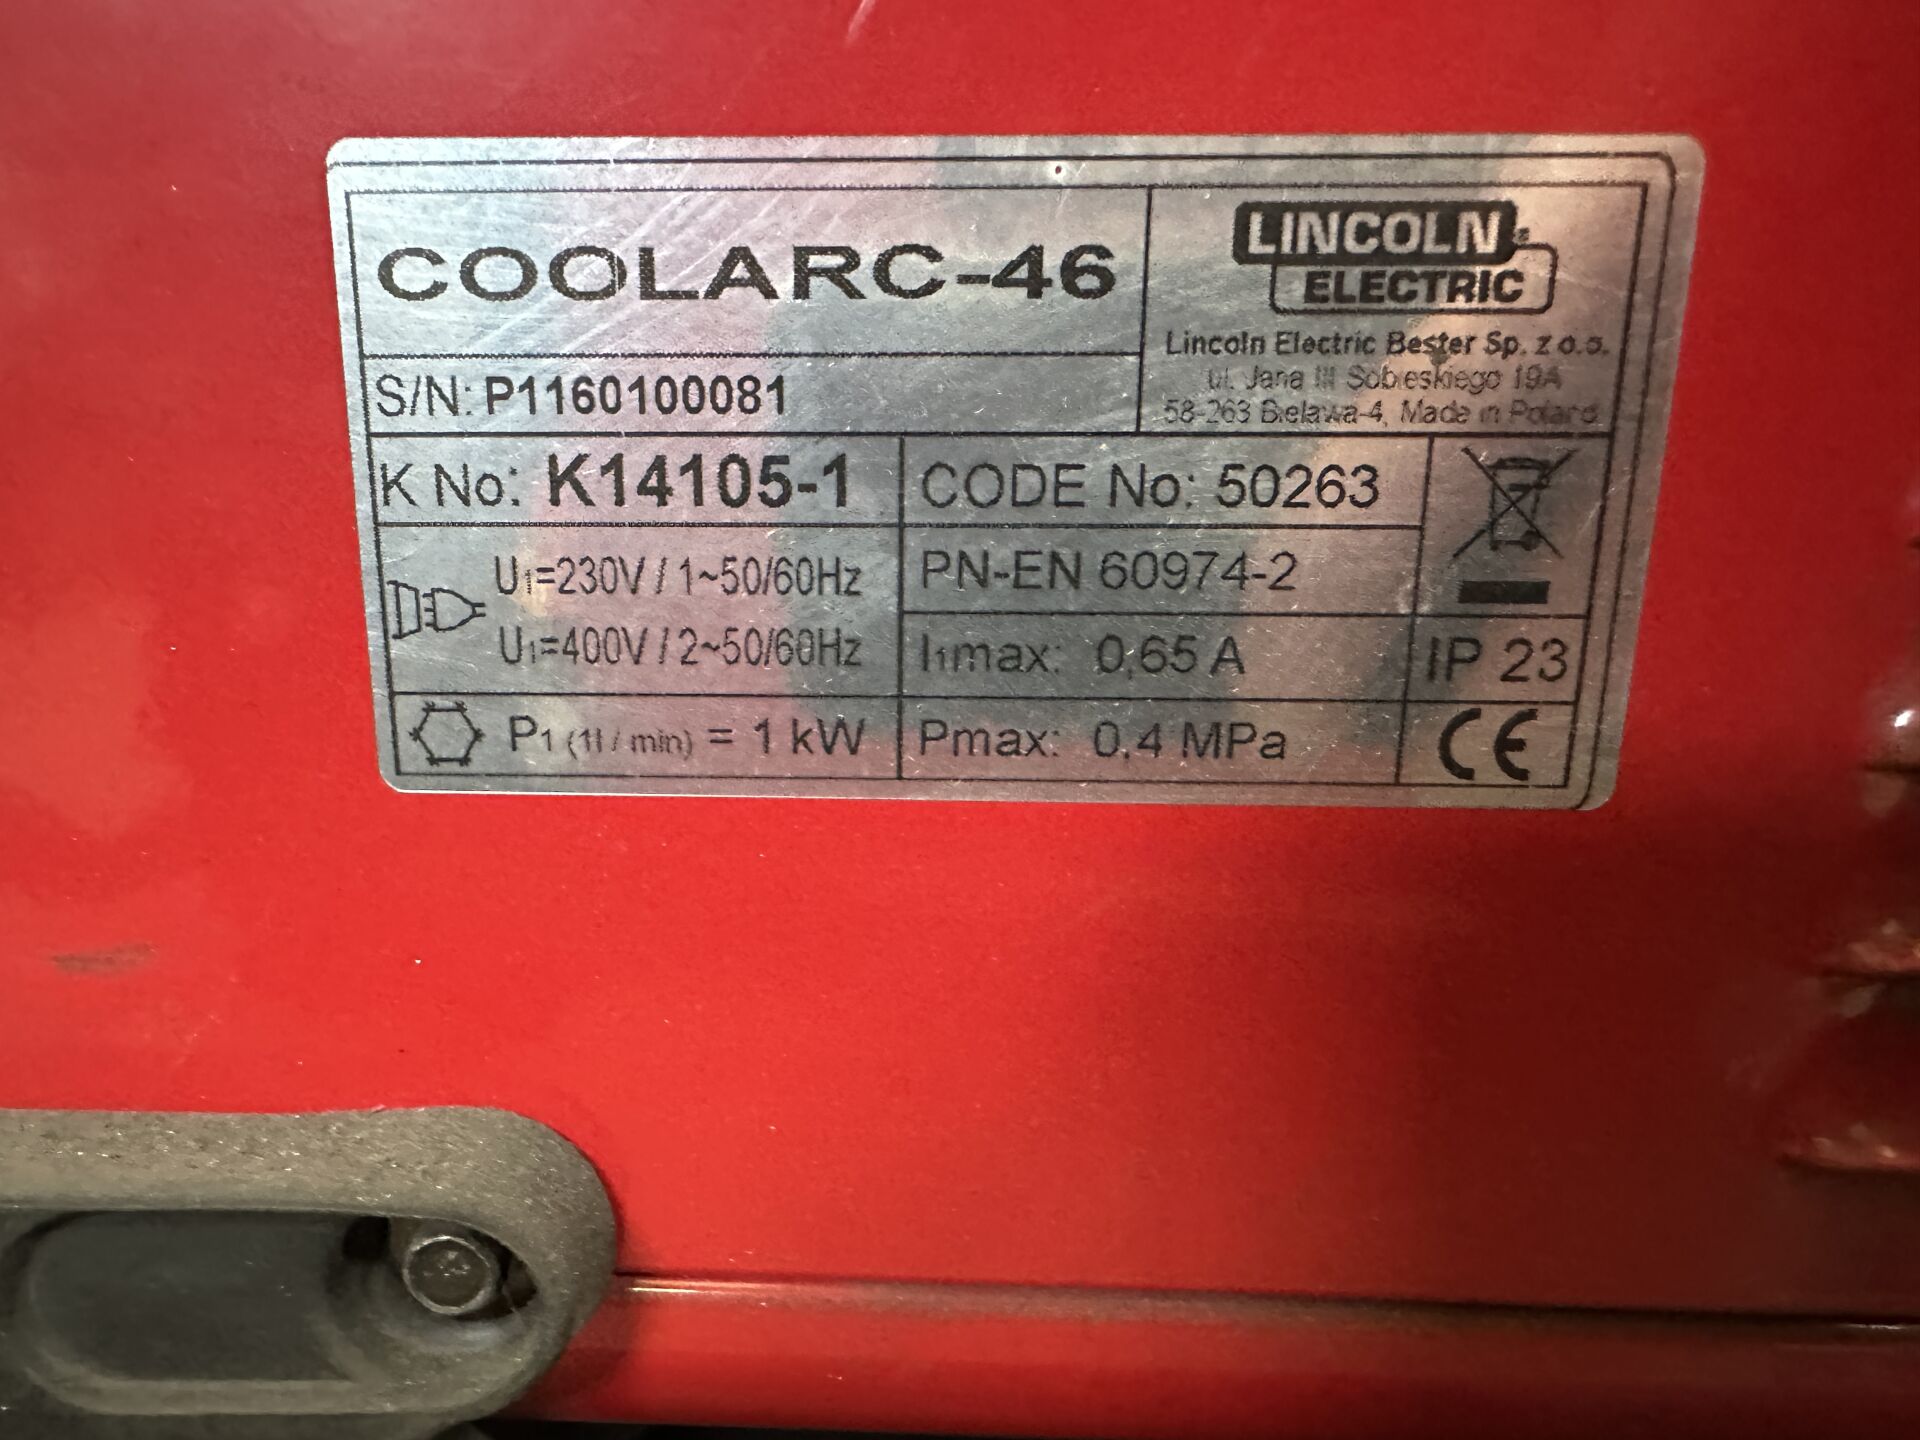 COOLARC-46
LINCOLN
ELECTRIC
Lincoln Electric Bester Sp. z o.o.
ul. Jana III Sobieskiego 19A
58-263 Bielawa-4, Made in Poland
S/N: P1160100081
K No: K14105-1
CODE No: 50263
U1=230V / 1~50/60Hz
U1=400V / 2~50/60Hz
PN-EN 60974-2
I1max: 0,65 A
IP 23
P1 (1l / min) = 1 kW
Pmax: 0,4 MPa
CE